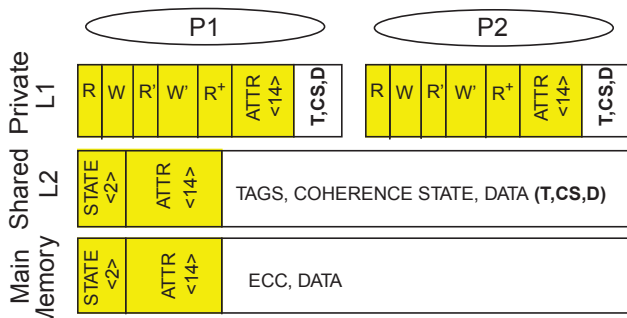 P1
P2
Private
L1
R W R' W' R+ ATTR <14> T,CS,D
R W R' W' R+ ATTR <14> T,CS,D
Shared
L2
STATE <2> ATTR <14> TAGS, COHERENCE STATE, DATA (T,CS,D)
Main
Memory
STATE <2> ATTR <14> ECC, DATA